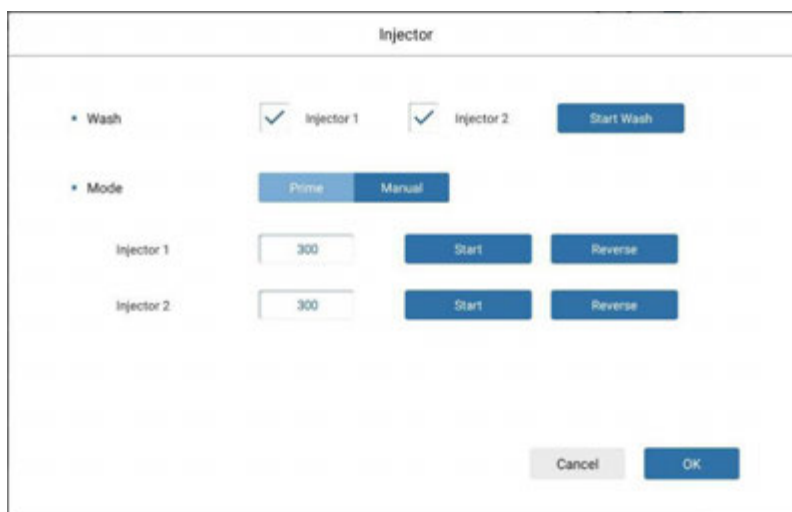 Injector
Wash Injector 1 Injector 2 Start Wash
Mode Prime Manual
Injector 1 300 Start Reverse
Injector 2 300 Start Reverse
Cancel OK